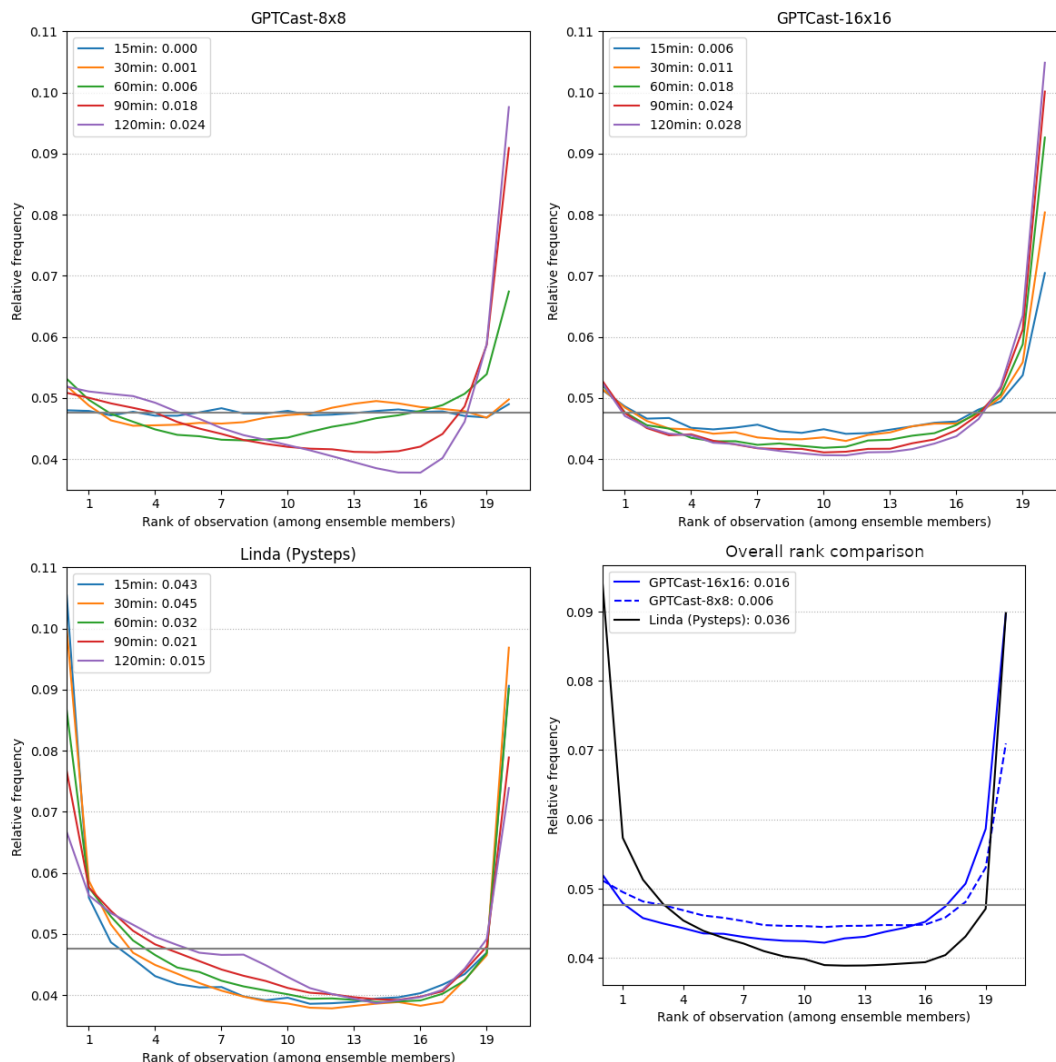 GPTCast-8x8
0.11
0.10
0.09
0.08
0.07
0.06
0.05
0.04
Relative frequency
15min: 0.000
30min: 0.001
60min: 0.006
90min: 0.018
120min: 0.024
1 4 7 10 13 16 19
Rank of observation (among ensemble members)
GPTCast-16x16
0.11
0.10
0.09
0.08
0.07
0.06
0.05
0.04
Relative frequency
15min: 0.006
30min: 0.011
60min: 0.018
90min: 0.024
120min: 0.028
1 4 7 10 13 16 19
Rank of observation (among ensemble members)
Linda (Pysteps)
0.11
0.10
0.09
0.08
0.07
0.06
0.05
0.04
Relative frequency
15min: 0.043
30min: 0.045
60min: 0.032
90min: 0.021
120min: 0.015
1 4 7 10 13 16 19
Rank of observation (among ensemble members)
Overall rank comparison
0.09
0.08
0.07
0.06
0.05
0.04
Relative frequency
GPTCast-16x16: 0.016
GPTCast-8x8: 0.006
Linda (Pysteps): 0.036
1 4 7 10 13 16 19
Rank of observation (among ensemble members)